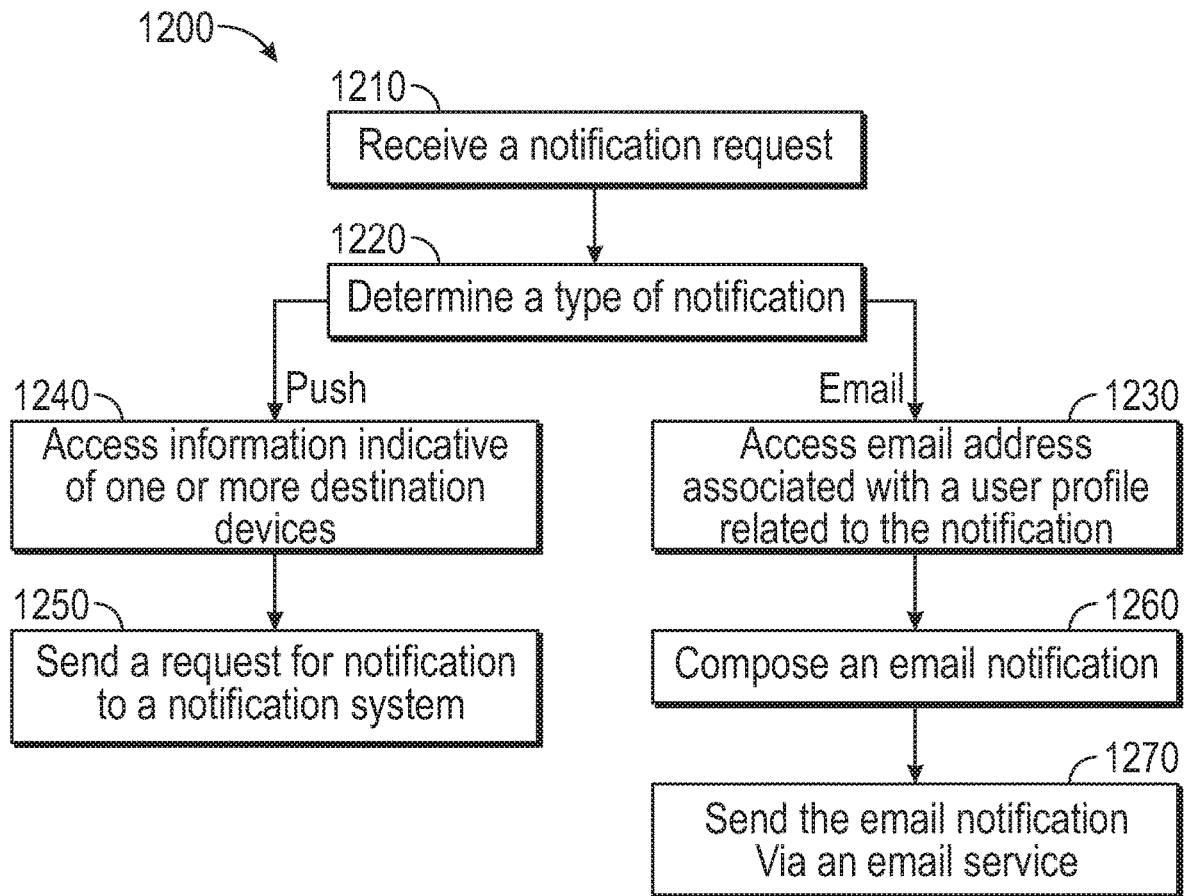 1200
1210
Receive a notification request
1220
Determine a type of notification
Push
Email
1240
Access information indicative
of one or more destination
devices
1230
Access email address
associated with a user profile
related to the notification
1250
Send a request for notification
to a notification system
1260
Compose an email notification
1270
Send the email notification
Via an email service